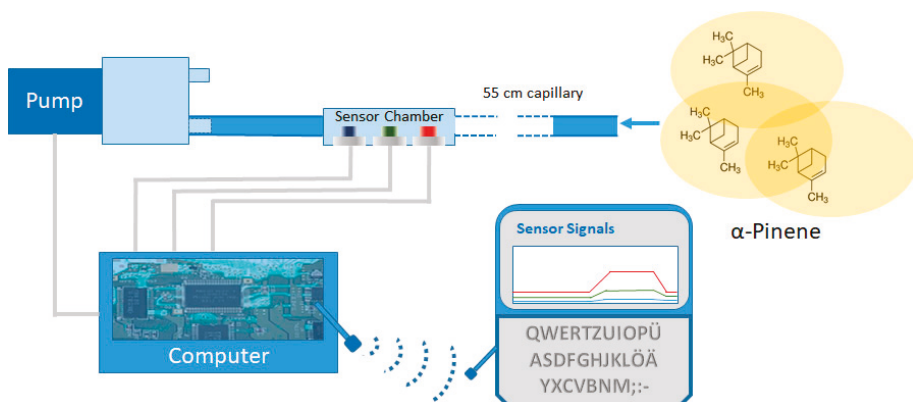 Pump
Sensor Chamber
55 cm capillary
H₃C
H₃C
CH₃
H₃C
H₃C
CH₃
H₃C
H₃C
CH₃
α-Pinene
Sensor Signals
QWERTZUIOPÜ
ASDFGHJKLÖÄ
YXCVBNM;:-
Computer